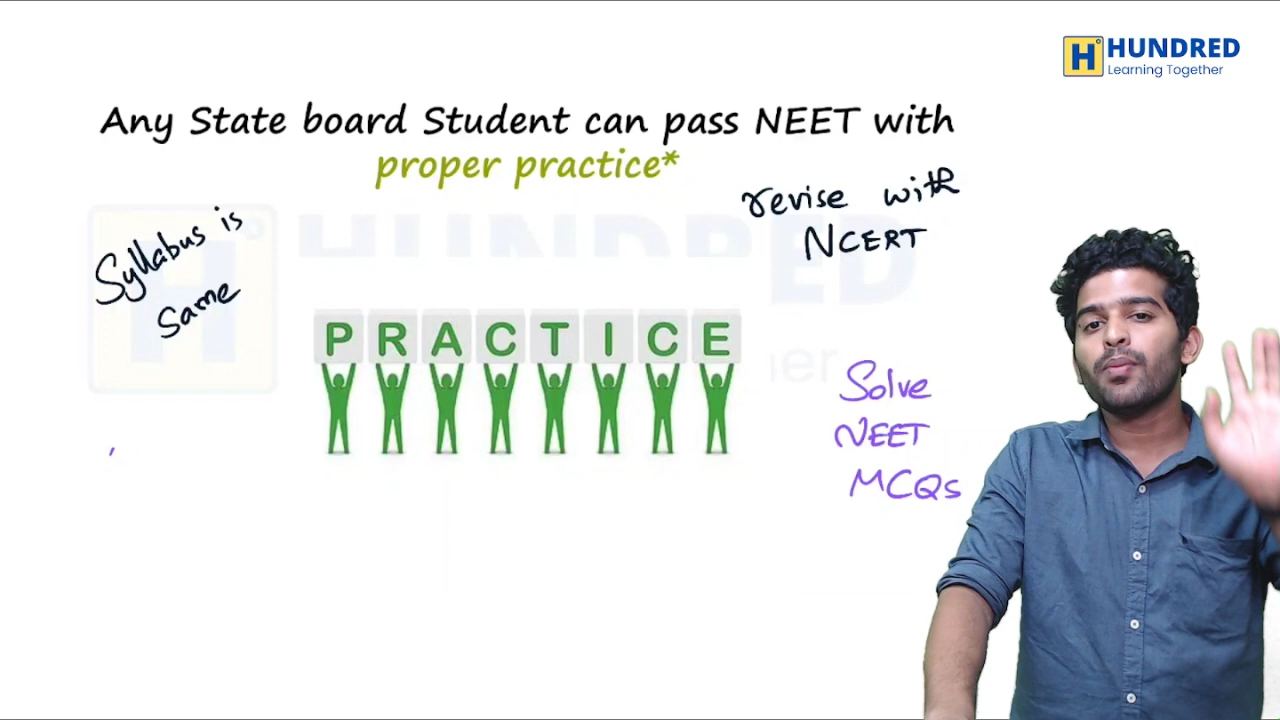 H HUNDRED
Learning Together
Any State board Student can pass NEET with
proper practice*
revise with
NCERT
Syllabus is
same
PRACTICE
Solve
NEET
MCQs
H HUNDRED